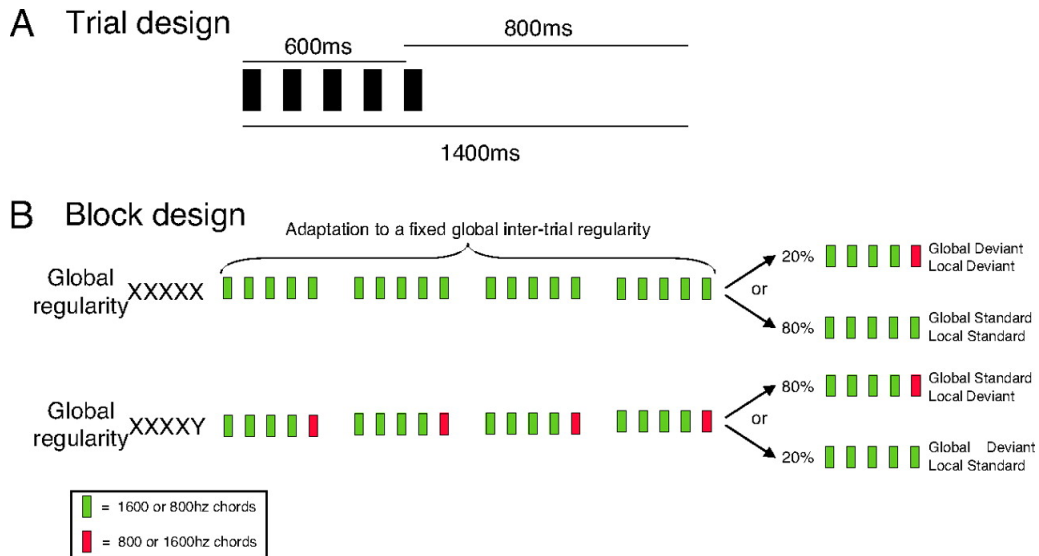 A Trial design
800ms
600ms
1400ms
B Block design
Adaptation to a fixed global inter-trial regularity
Global
regularity XXXXX
20%
Global Deviant
Local Deviant
or
80%
Global Standard
Local Standard
Global
regularity XXXXY
80%
Global Standard
Local Deviant
or
20%
Global Deviant
Local Standard
= 1600 or 800hz chords
= 800 or 1600hz chords